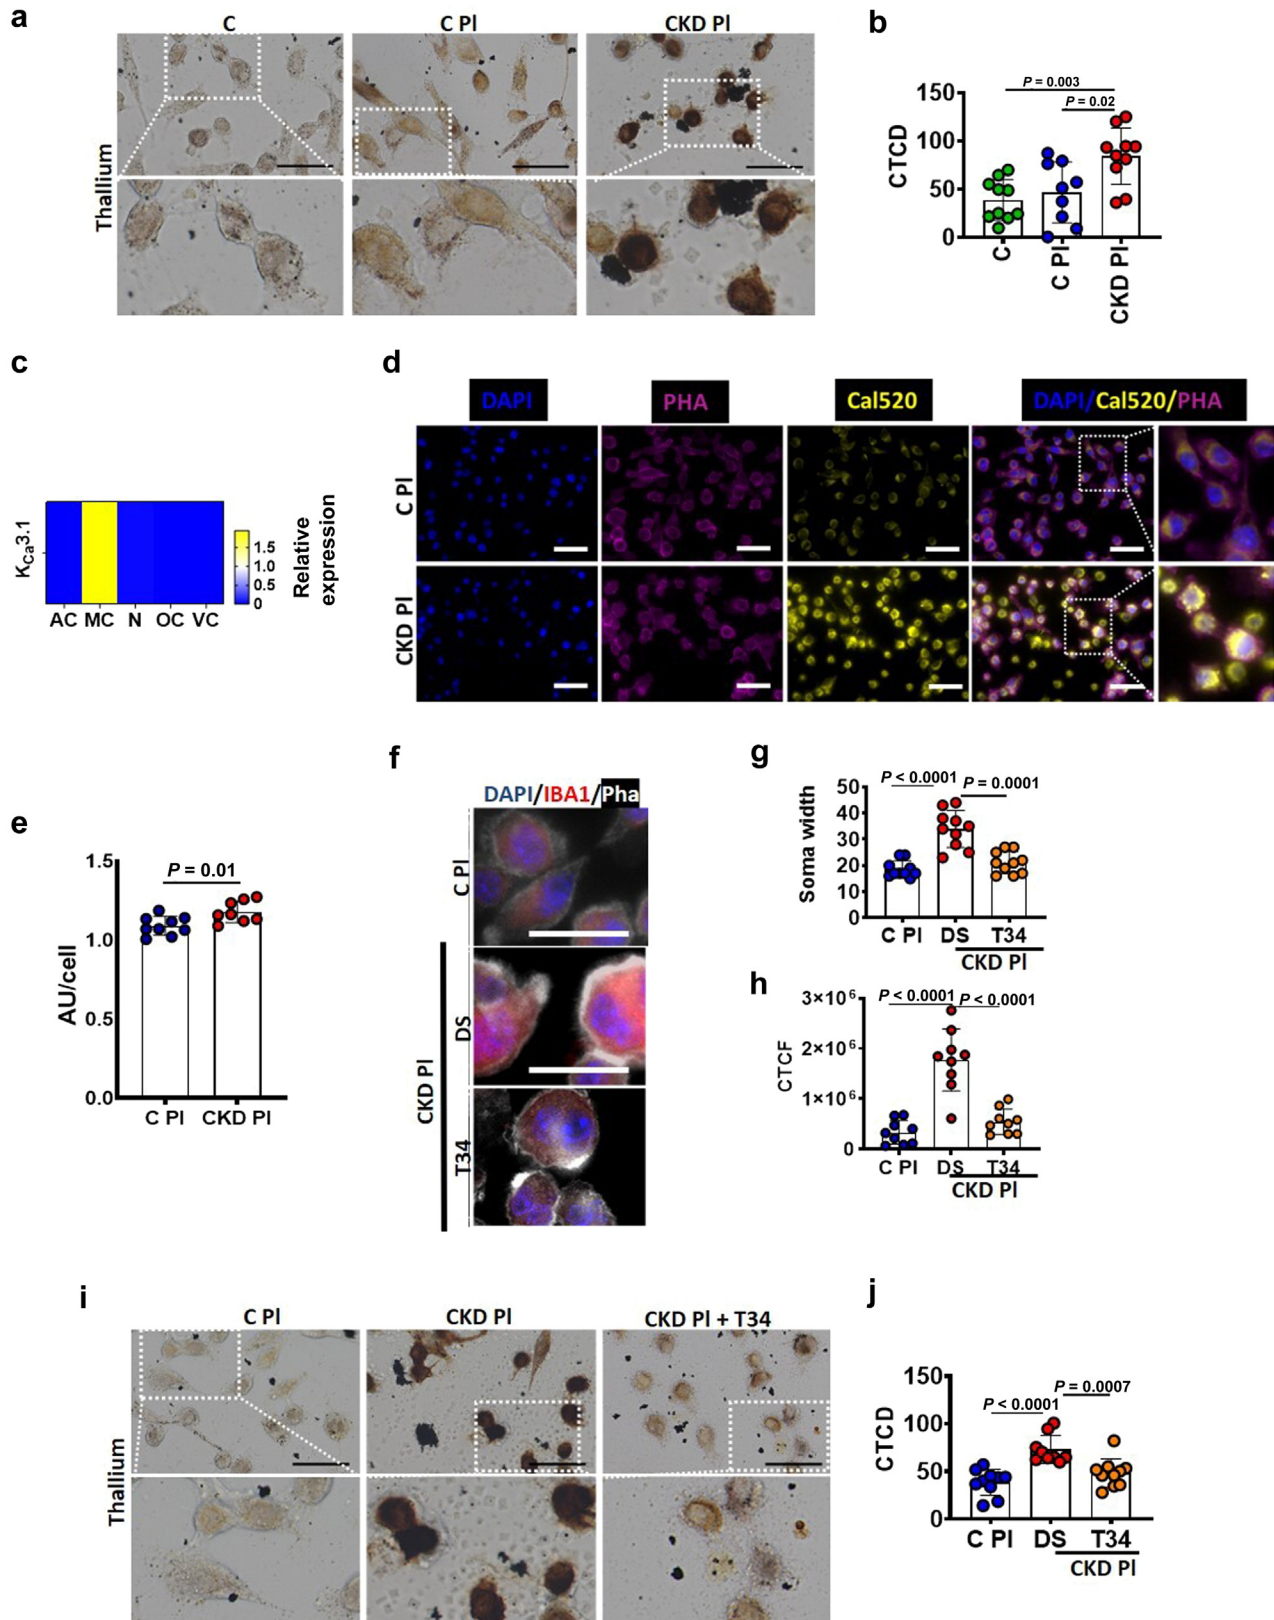 a
C
C Pl
CKD Pl
Thallium
b
P = 0.003
P = 0.02
CTCD
150
100
50
0
C
C Pl
CKD Pl
c
KCa3.1
AC MC N OC VC
1.5
1.0
0.5
0
Relative
expression
d
DAPI
PHA
Cal520
DAPI/Cal520/PHA
C Pl
CKD Pl
e
P = 0.01
AU/cell
1.5
1.0
0.5
0.0
C Pl
CKD Pl
f
DAPI/IBA1/Pha
C Pl
DS
T34
CKD Pl
g
P < 0.0001
P = 0.0001
Soma width
50
40
30
20
10
0
C Pl DS T34
CKD Pl
h
P < 0.0001
P < 0.0001
CTCF
3×10⁶
2×10⁶
1×10⁶
0
C Pl DS T34
CKD Pl
i
C Pl
CKD Pl
CKD Pl + T34
Thallium
j
P = 0.0007
P < 0.0001
CTCD
150
100
50
0
C Pl DS T34
CKD Pl